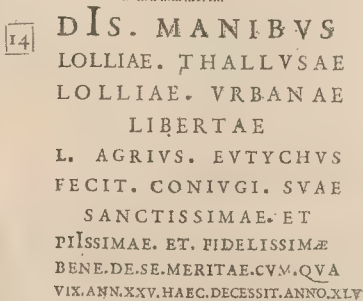 14
DIS. MANIBVS
LOLLIAE. THALLVSAE
LOLLIAE. VRBANAE
LIBERTAE
L. AGRIVS. EVTYCHVS
FECIT. CONIVGI. SVAE
SANCTISSIMAE. ET
PIISSIMAE. ET. FIDELISSIMÆ
BENE.DE.SE.MERITAE.CVM.QVA
VIX.ANN.XXV.HAEC.DECESSIT.ANNO.XLV